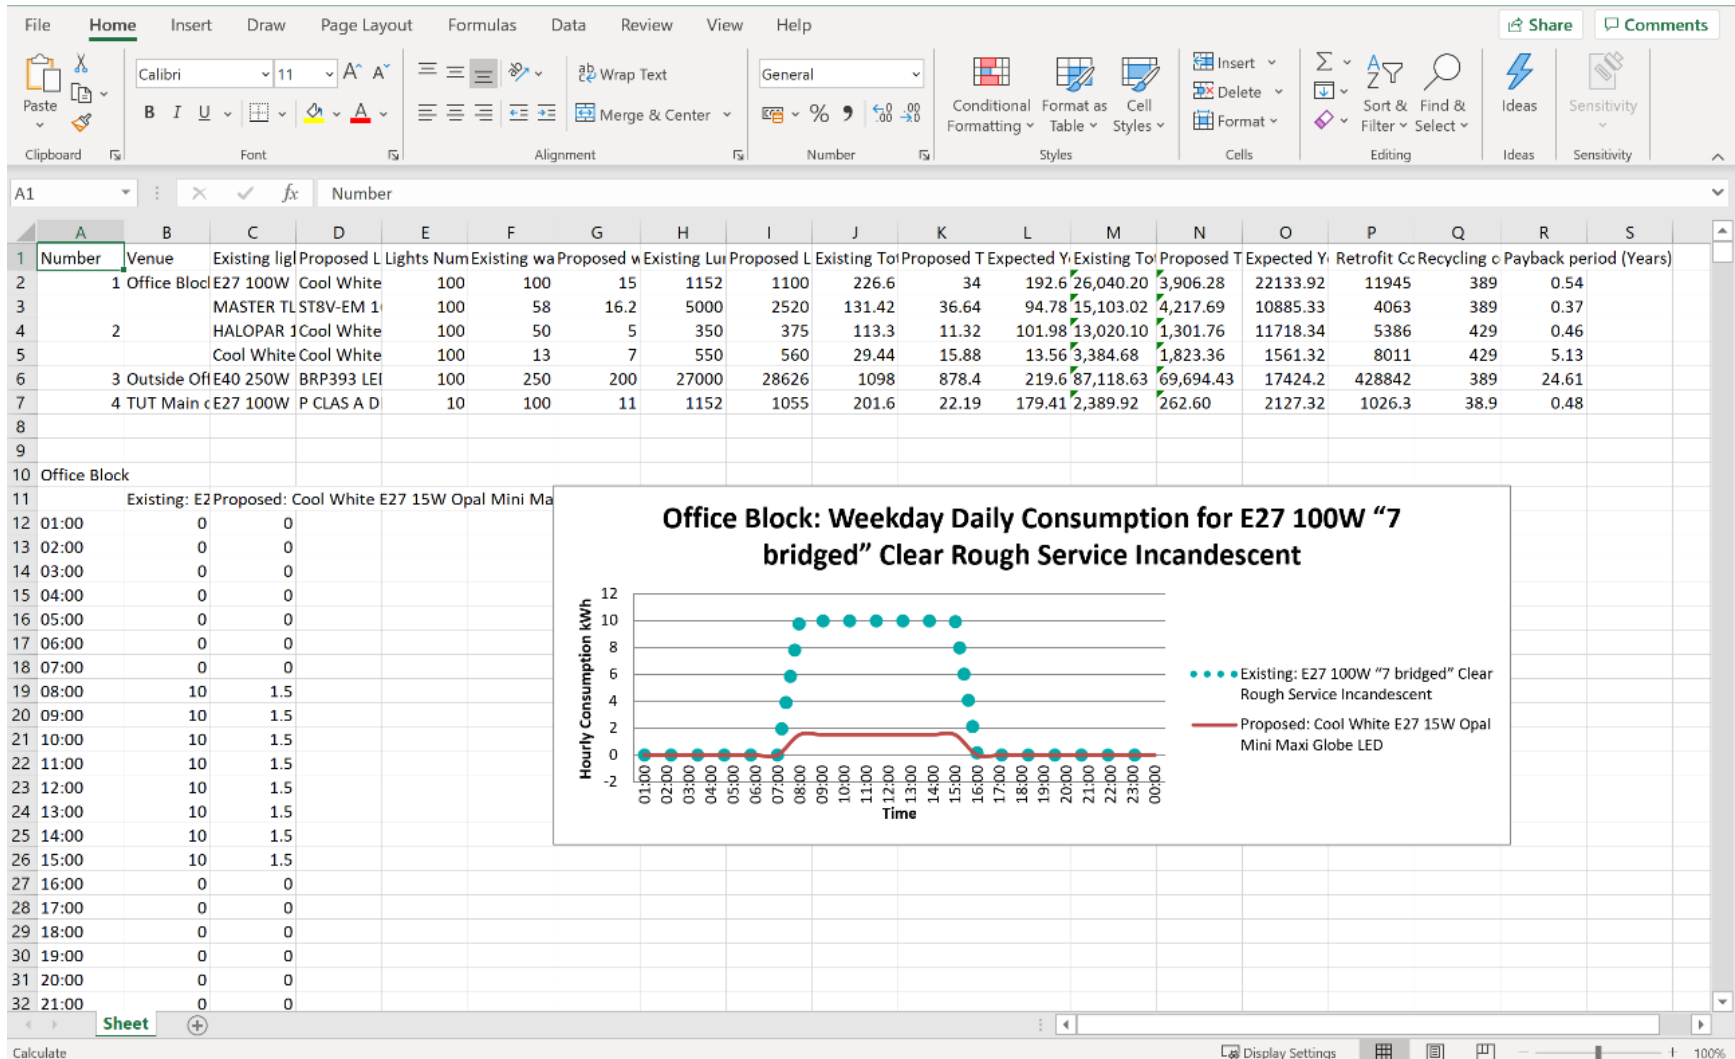 File Home Insert Draw Page Layout Formulas Data Review View Help Share Comments
Paste
Clipboard
Calibri 11
B I U
Font
Wrap Text
Merge & Center
Alignment
General
Number
Conditional Formatting
Format as Table
Cell Styles
Styles
Insert
Delete
Format
Cells
Sort & Filter
Find & Select
Editing
Ideas
Ideas
Sensitivity
Sensitivity
A1 fx Number
A B C D E F G H I J K L M N O P Q R S
1 Number Venue Existing lig Proposed L Lights Num Existing wa Proposed w Existing Lu Proposed L Existing To Proposed T Expected Y Existing To Proposed T Expected Y Retrofit Co Recycling c Payback period (Years)
2 1 Office Bloc E27 100W Cool White 100 100 15 1152 1100 226.6 34 192.6 26,040.20 3,906.28 22133.92 11945 389 0.54
3 MASTER TL ST8V-EM 1 100 58 16.2 5000 2520 131.42 36.64 94.78 15,103.02 4,217.69 10885.33 4063 389 0.37
4 2 HALOPAR 1 Cool White 100 50 5 350 375 113.3 11.32 101.98 13,020.10 1,301.76 11718.34 5386 429 0.46
5 Cool White Cool White 100 13 7 550 560 29.44 15.88 13.56 3,384.68 1,823.36 1561.32 8011 429 5.13
6 3 Outside Off E40 250W BRP393 LE 100 250 200 27000 28626 1098 878.4 219.6 87,118.63 69,694.43 17424.2 428842 389 24.61
7 4 TUT Main c E27 100W P CLAS A D 10 100 11 1152 1055 201.6 22.19 179.41 2,389.92 262.60 2127.32 1026.3 38.9 0.48
8
9
10 Office Block
11 Existing: E2 Proposed: Cool White E27 15W Opal Mini Ma
12 01:00 0 0
13 02:00 0 0
14 03:00 0 0
15 04:00 0 0
16 05:00 0 0
17 06:00 0 0
18 07:00 0 0
19 08:00 10 1.5
20 09:00 10 1.5
21 10:00 10 1.5
22 11:00 10 1.5
23 12:00 10 1.5
24 13:00 10 1.5
25 14:00 10 1.5
26 15:00 10 1.5
27 16:00 0 0
28 17:00 0 0
29 18:00 0 0
30 19:00 0 0
31 20:00 0 0
32 21:00 0 0
Office Block: Weekday Daily Consumption for E27 100W “7
bridged” Clear Rough Service Incandescent
Hourly Consumption kWh
12
10
8
6
4
2
0
-2
01:00 02:00 03:00 04:00 05:00 06:00 07:00 08:00 09:00 10:00 11:00 12:00 13:00 14:00 15:00 16:00 17:00 18:00 19:00 20:00 21:00 22:00 23:00 00:00
Time
Existing: E27 100W “7 bridged” Clear
Rough Service Incandescent
Proposed: Cool White E27 15W Opal
Mini Maxi Globe LED
Sheet
Calculate Display Settings 100%